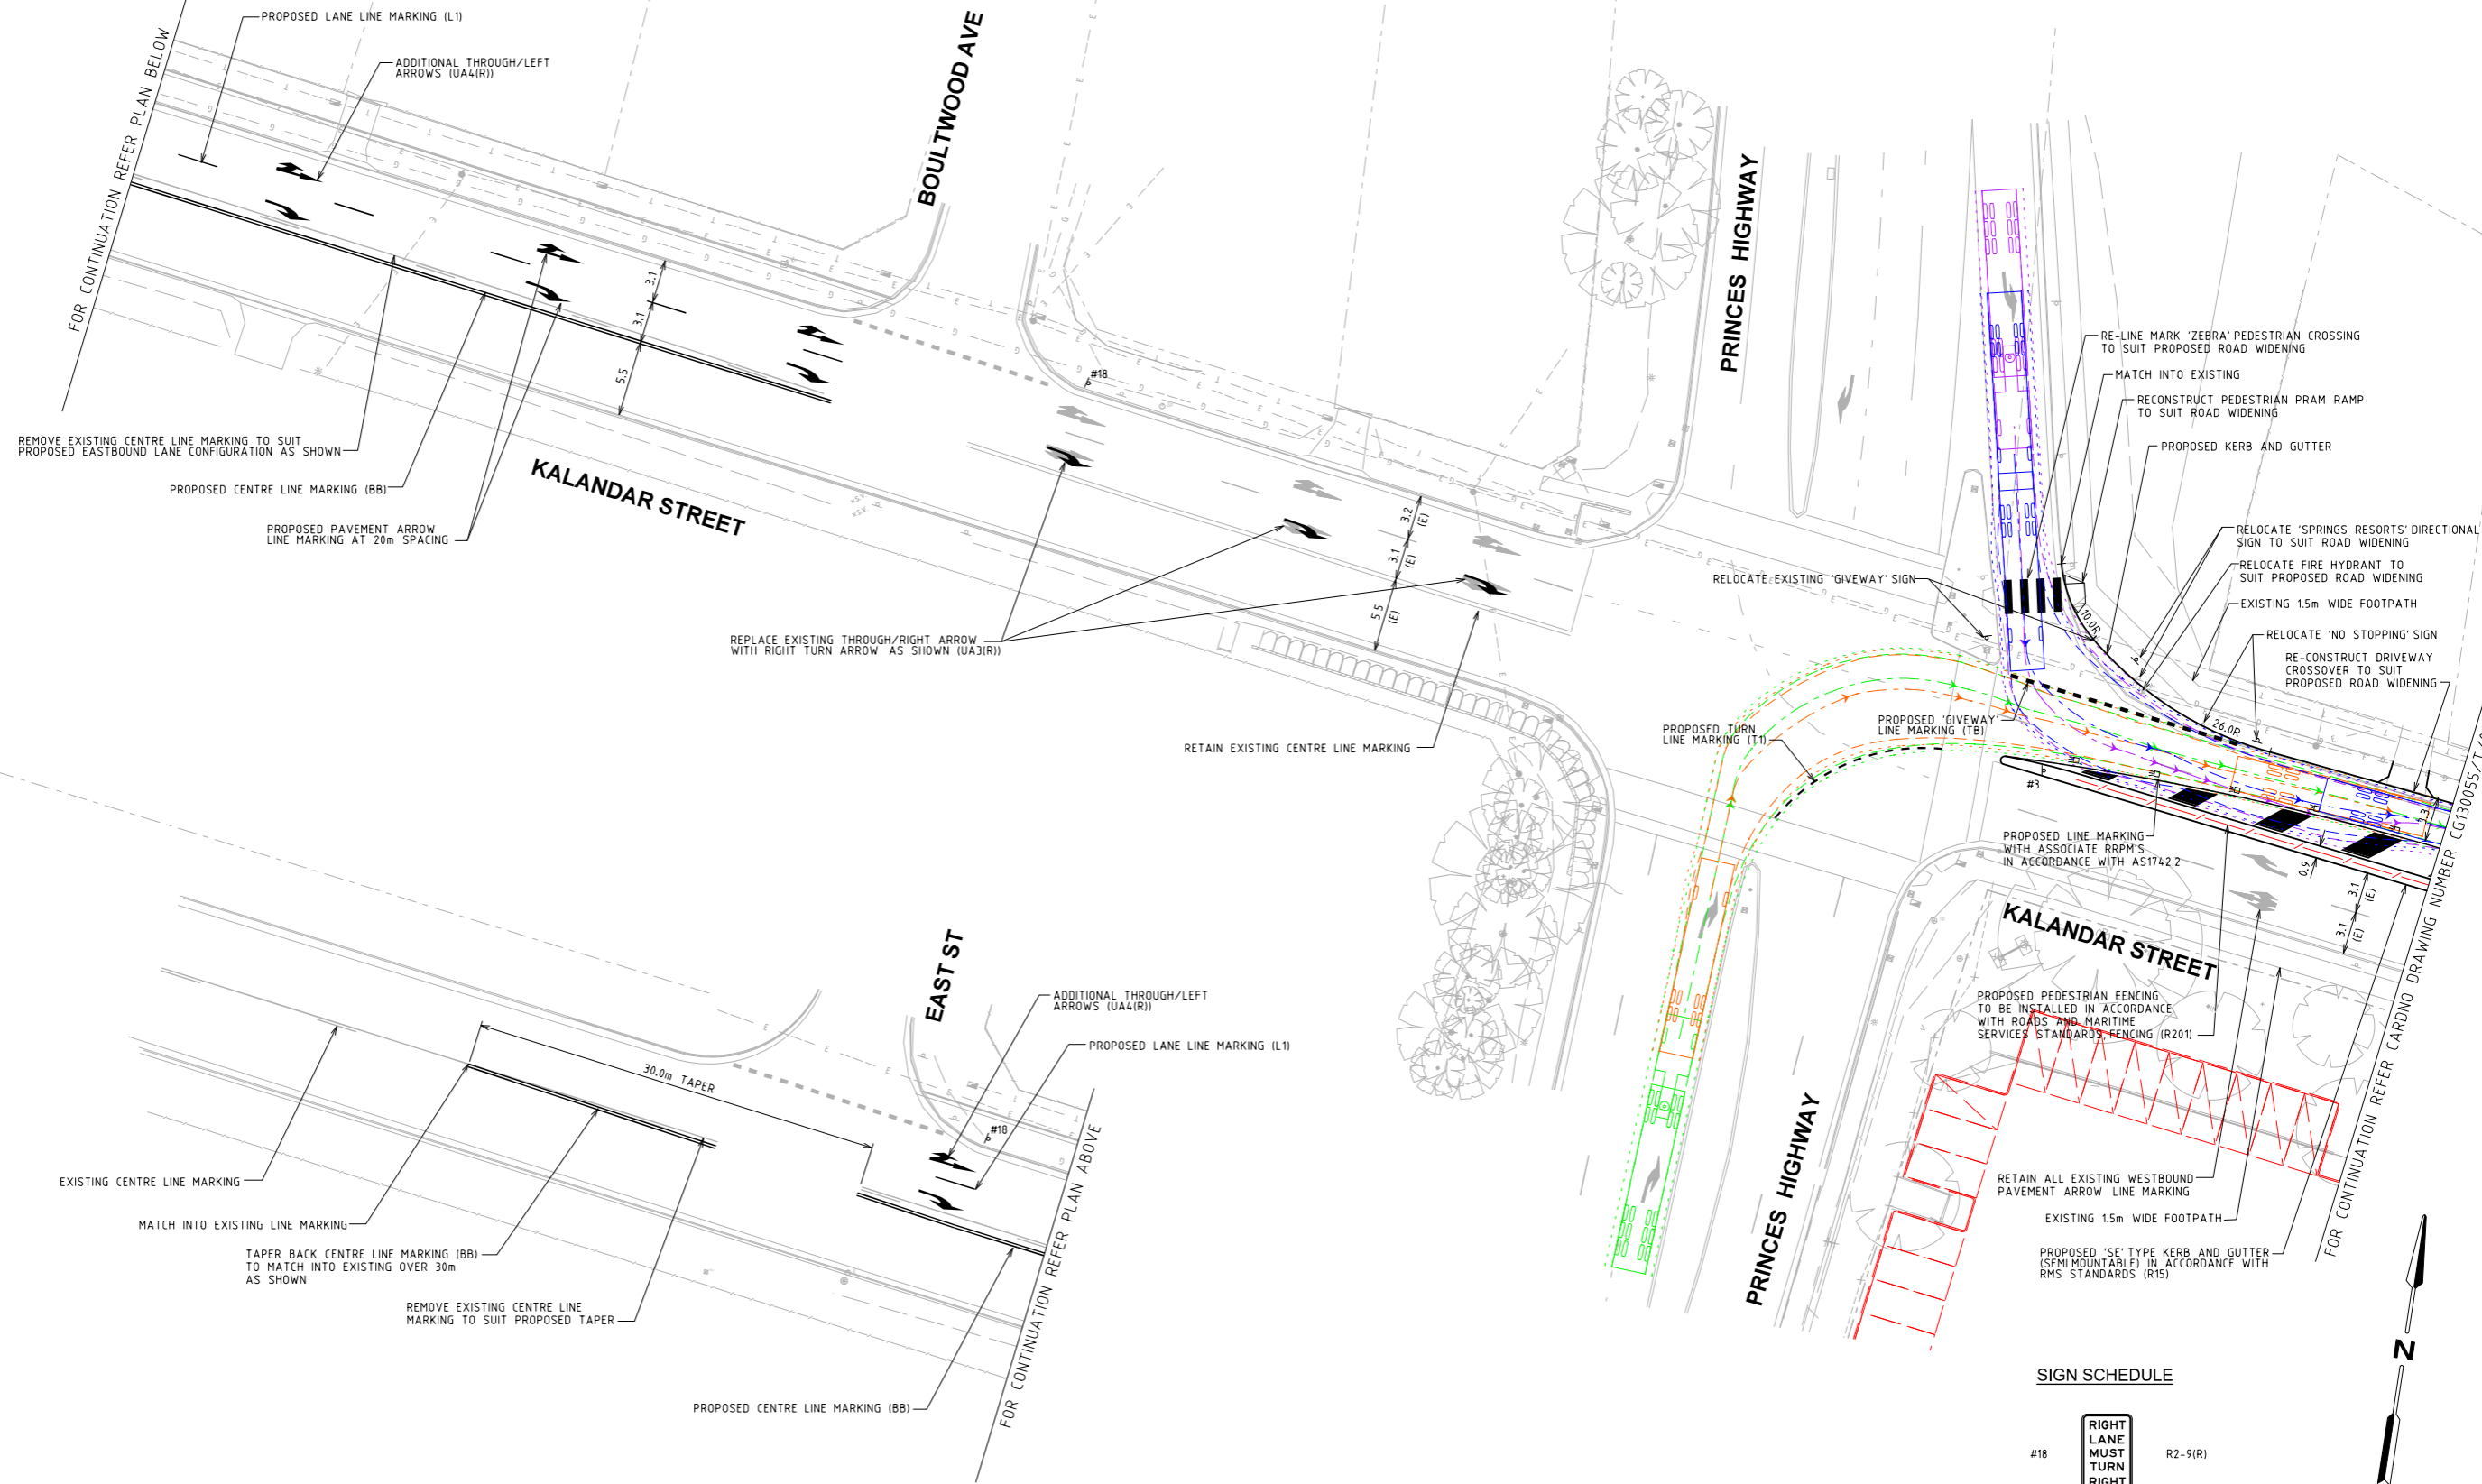 PROPOSED LANE LINE MARKING (L1)
ADDITIONAL THROUGH/LEFT
ARROWS (UA4(R))
FOR CONTINUATION REFER PLAN BELOW
BOULTWOOD AVE
3.1
3.1
5.5
#18
REMOVE EXISTING CENTRE LINE MARKING TO SUIT
PROPOSED EASTBOUND LANE CONFIGURATION AS SHOWN
PROPOSED CENTRE LINE MARKING (BB)
PROPOSED PAVEMENT ARROW
LINE MARKING AT 20m SPACING
KALANDAR STREET
REPLACE EXISTING THROUGH/RIGHT ARROW
WITH RIGHT TURN ARROW AS SHOWN (UA3(R))
3.2
(E)
3.1
(E)
5.5
(E)
RETAIN EXISTING CENTRE LINE MARKING
PRINCES HIGHWAY
RE-LINE MARK 'ZEBRA' PEDESTRIAN CROSSING
TO SUIT PROPOSED ROAD WIDENING
MATCH INTO EXISTING
RECONSTRUCT PEDESTRIAN PRAM RAMP
TO SUIT ROAD WIDENING
PROPOSED KERB AND GUTTER
RELOCATE 'SPRINGS RESORTS' DIRECTIONAL
SIGN TO SUIT ROAD WIDENING
RELOCATE FIRE HYDRANT TO
SUIT PROPOSED ROAD WIDENING
EXISTING 1.5m WIDE FOOTPATH
RELOCATE 'NO STOPPING' SIGN
RE-CONSTRUCT DRIVEWAY
CROSSOVER TO SUIT
PROPOSED ROAD WIDENING
RELOCATE EXISTING 'GIVEWAY' SIGN
10.0R
26.0R
PROPOSED TURN
LINE MARKING (T1)
PROPOSED 'GIVEWAY'
LINE MARKING (TB)
#3
PROPOSED LINE MARKING
WITH ASSOCIATE RRPM'S
IN ACCORDANCE WITH AS1742.2
0.9
3.1
(E)
3.1
(E)
KALANDAR STREET
PROPOSED PEDESTRIAN FENCING
TO BE INSTALLED IN ACCORDANCE
WITH ROADS AND MARITIME
SERVICES STANDARDS, FENCING (R201)
FOR CONTINUATION REFER CARDNO DRAWING NUMBER CG13055/T/
RETAIN ALL EXISTING WESTBOUND
PAVEMENT ARROW LINE MARKING
EXISTING 1.5m WIDE FOOTPATH
PROPOSED 'SE' TYPE KERB AND GUTTER
(SEMI MOUNTABLE) IN ACCORDANCE WITH
RMS STANDARDS (R15)
PRINCES HIGHWAY
EAST ST
ADDITIONAL THROUGH/LEFT
ARROWS (UA4(R))
PROPOSED LANE LINE MARKING (L1)
30.0m TAPER
#18
EXISTING CENTRE LINE MARKING
MATCH INTO EXISTING LINE MARKING
TAPER BACK CENTRE LINE MARKING (BB)
TO MATCH INTO EXISTING OVER 30m
AS SHOWN
REMOVE EXISTING CENTRE LINE
MARKING TO SUIT PROPOSED TAPER
PROPOSED CENTRE LINE MARKING (BB)
FOR CONTINUATION REFER PLAN ABOVE
N
SIGN SCHEDULE
#18
RIGHT
LANE
MUST
TURN
RIGHT
R2-9(R)